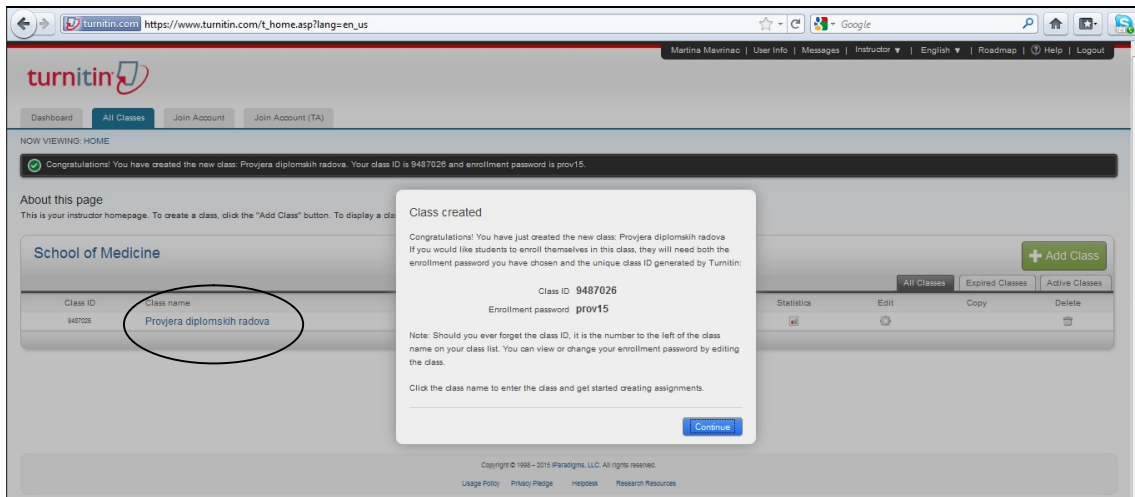 turnitin.com https://www.turnitin.com/t_home.asp?lang=en_us
Google
Martina Mavrinac | User Info | Messages | Instructor ▼ | English ▼ | Roadmap | ? Help | Logout
turnitin
Dashboard All Classes Join Account Join Account (TA)
NOW VIEWING: HOME
Congratulations! You have created the new class: Provjera diplomskih radova. Your class ID is 9487026 and enrollment password is prov15.
About this page
This is your instructor homepage. To create a class, click the "Add Class" button. To display a cla
School of Medicine
+ Add Class
All Classes Expired Classes Active Classes
Class ID Class name Statistics Edit Copy Delete
9487026 Provjera diplomskih radova
Class created
Congratulations! You have just created the new class: Provjera diplomskih radova
If you would like students to enroll themselves in this class, they will need both the
enrollment password you have chosen and the unique class ID generated by Turnitin:
Class ID 9487026
Enrollment password prov15
Note: Should you ever forget the class ID, it is the number to the left of the class
name on your class list. You can view or change your enrollment password by editing
the class.
Click the class name to enter the class and get started creating assignments.
Continue
Copyright © 1998 – 2015 iParadigms, LLC. All rights reserved.
Usage Policy Privacy Pledge Helpdesk Research Resources